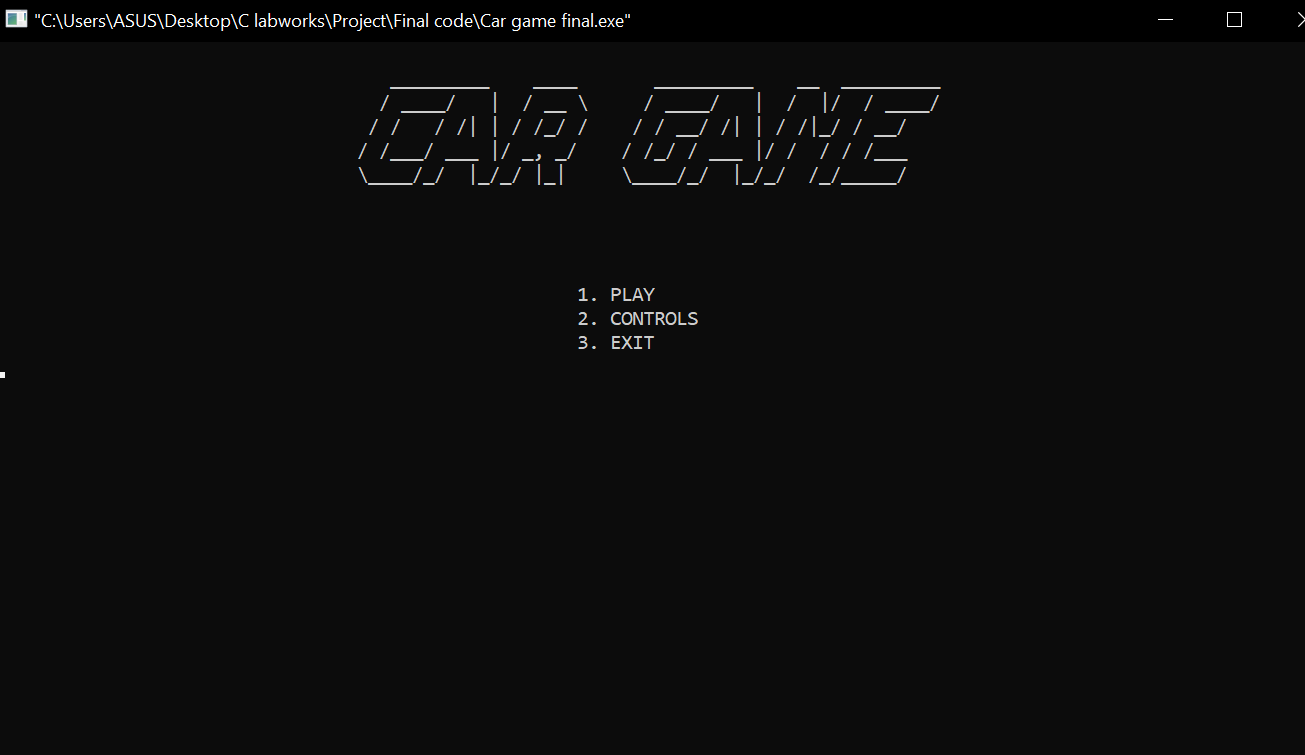 "C:\Users\ASUS\Desktop\C labworks\Project\Final code\Car game final.exe"
CAR GAME
1. PLAY
2. CONTROLS
3. EXIT